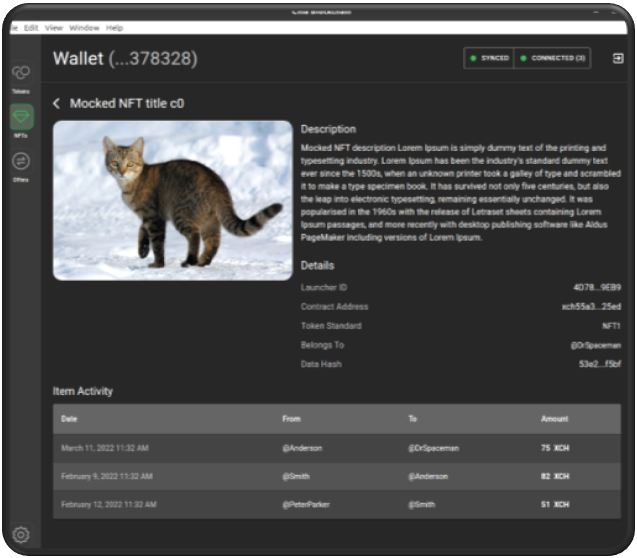 Edit View Window Help
Wallet (...378328)
SYNCED
CONNECTED (3)
Tokens
NFTs
Offers
Mocked NFT title c0
Description
Mocked NFT description Lorem Ipsum is simply dummy text of the printing and
typesetting industry. Lorem Ipsum has been the industry's standard dummy text
ever since the 1500s, when an unknown printer took a galley of type and scrambled
it to make a type specimen book. It has survived not only five centuries, but also
the leap into electronic typesetting, remaining essentially unchanged. It was
popularised in the 1960s with the release of Letraset sheets containing Lorem
Ipsum passages, and more recently with desktop publishing software like Aldus
PageMaker including versions of Lorem Ipsum.
Details
Launcher ID 4D78...9EB9
Contract Address xch55a3...25ed
Token Standard NFT1
Belongs To @DrSpaceman
Data Hash 53e2...f5bf
Item Activity
Date From To Amount
March 11, 2022 11:32 AM @Anderson @DrSpaceman 75 XCH
February 9, 2022 11:32 AM @Smith @Anderson 82 XCH
February 12, 2022 11:32 AM @PeterParker @Smith 51 XCH